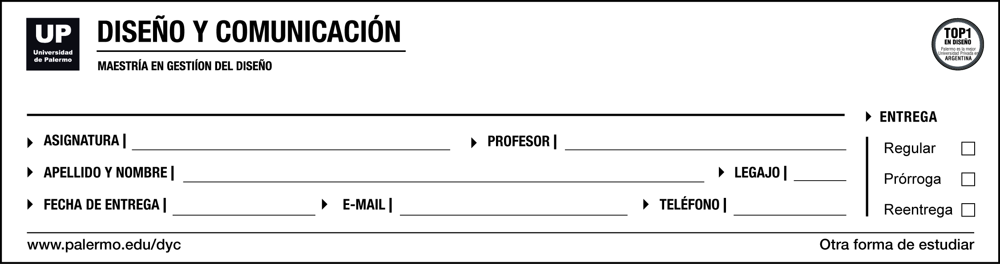 UP
Universidad
de Palermo
DISEÑO Y COMUNICACIÓN
MAESTRÍA EN GESTIÍON DEL DISEÑO
TOP1
EN DISEÑO
Palermo es la mejor
Universidad Privada en
ARGENTINA
ENTREGA
ASIGNATURA|
PROFESOR|
Regular
APELLIDO Y NOMBRE|
LEGAJO|
Prórroga
FECHA DE ENTREGA|
E-MAIL|
TELÉFONO|
Reentrega
www.palermo.edu/dyc
Otra forma de estudiar